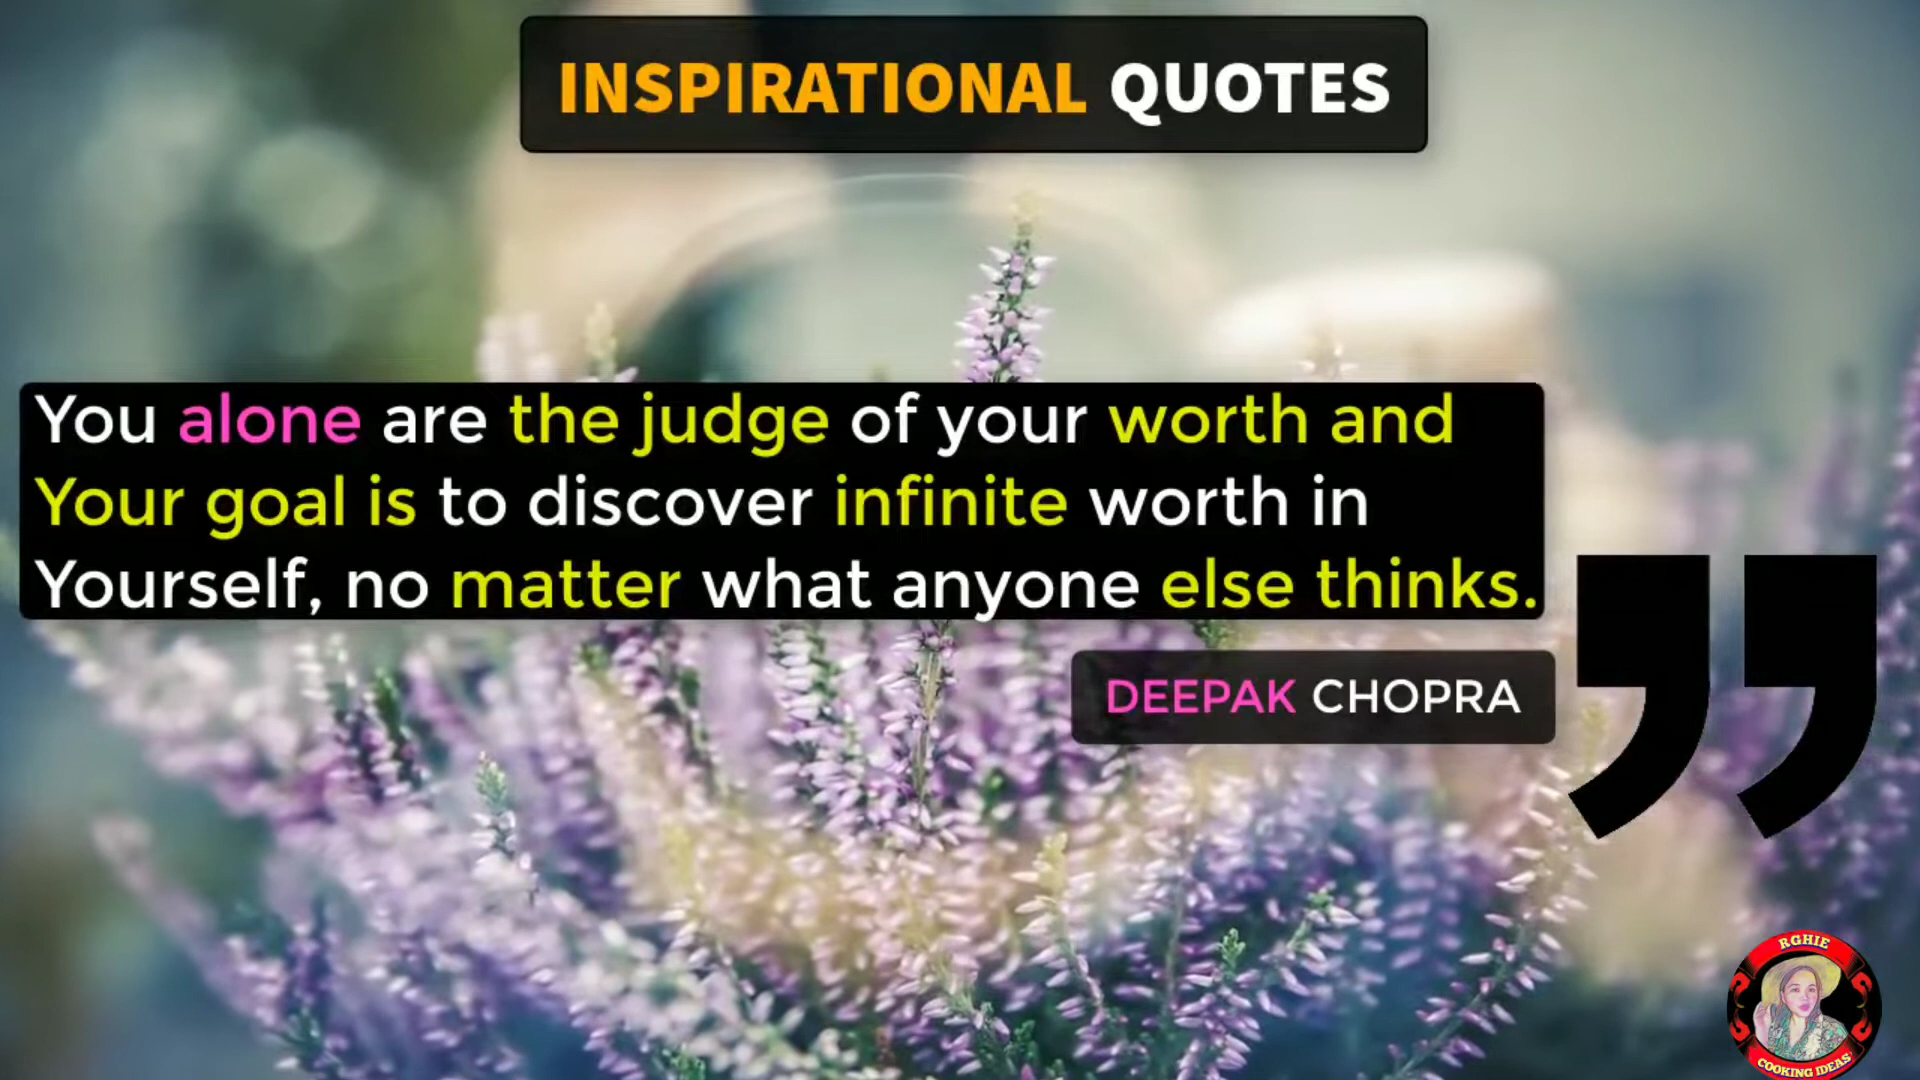 INSPIRATIONAL QUOTES
You alone are the judge of your worth and
Your goal is to discover infinite worth in
Yourself, no matter what anyone else thinks.
DEEPAK CHOPRA
”
RGHIE
COOKING IDEAS